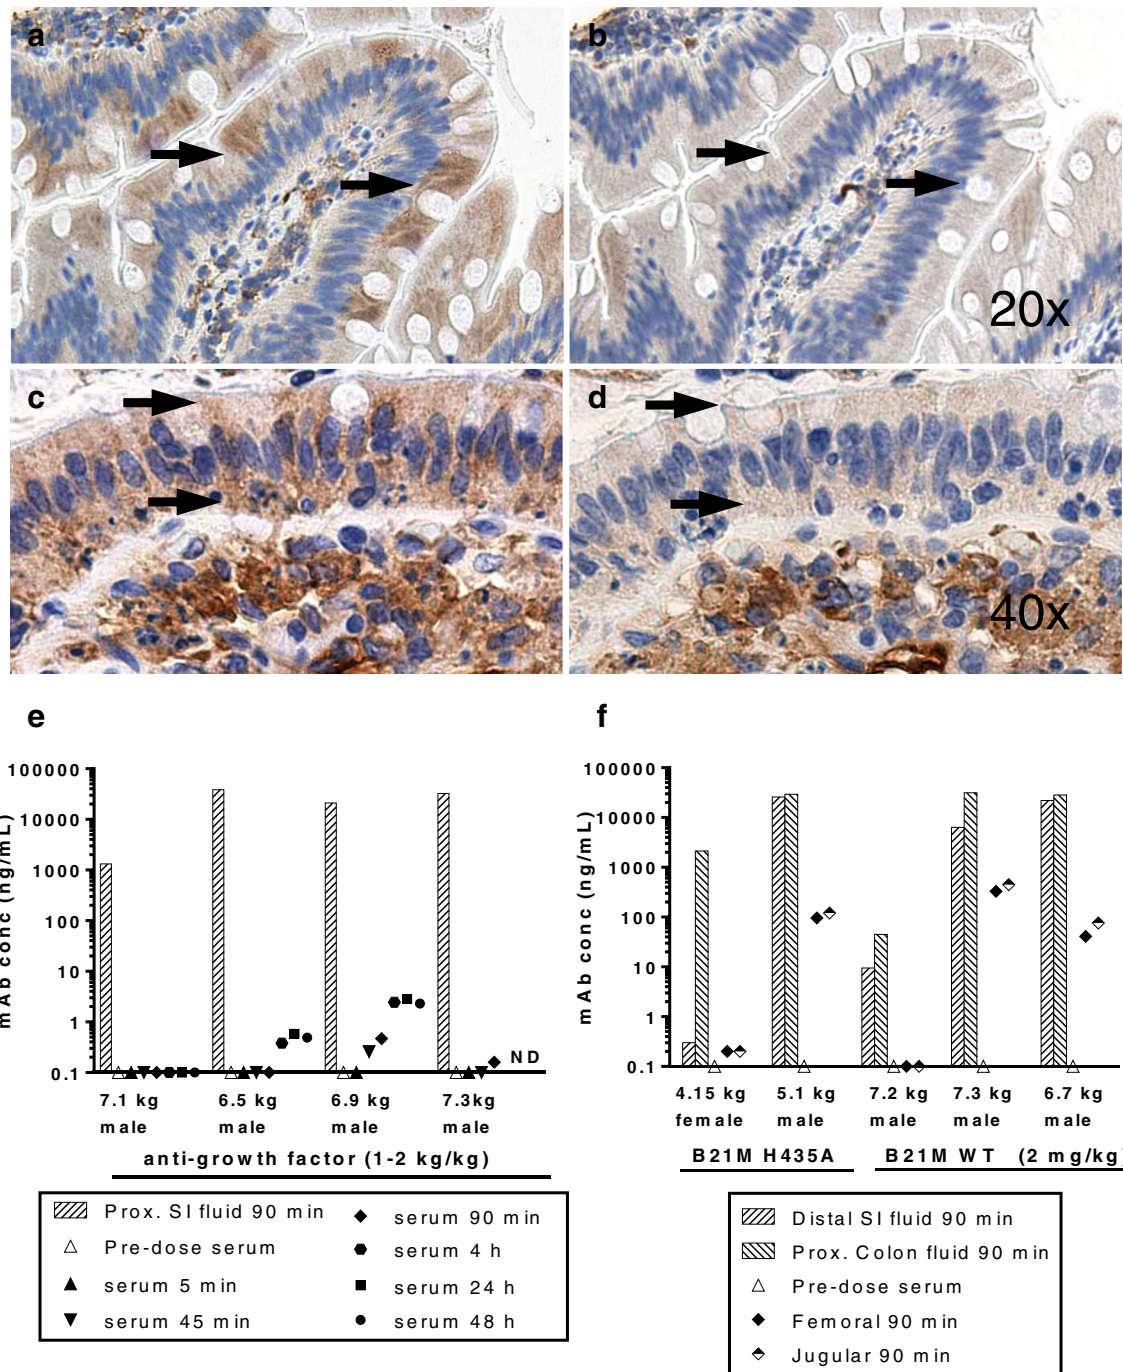 a
b
20x
c
d
40x
e
f
mAb conc (ng/mL)
100000
10000
1000
100
10
1
0.1
ND
7.1 kg
male
6.5 kg
male
6.9 kg
male
7.3kg
male
anti-growth factor (1-2 kg/kg)
Prox. SI fluid 90 min
Pre-dose serum
serum 5 min
serum 45 min
serum 90 min
serum 4 h
serum 24 h
serum 48 h
mAb conc (ng/mL)
100000
10000
1000
100
10
1
0.1
4.15 kg
female
5.1 kg
male
7.2 kg
male
7.3 kg
male
6.7 kg
male
B21M H435A
B21M WT (2 mg/kg)
Distal SI fluid 90 min
Prox. Colon fluid 90 min
Pre-dose serum
Femoral 90 min
Jugular 90 min